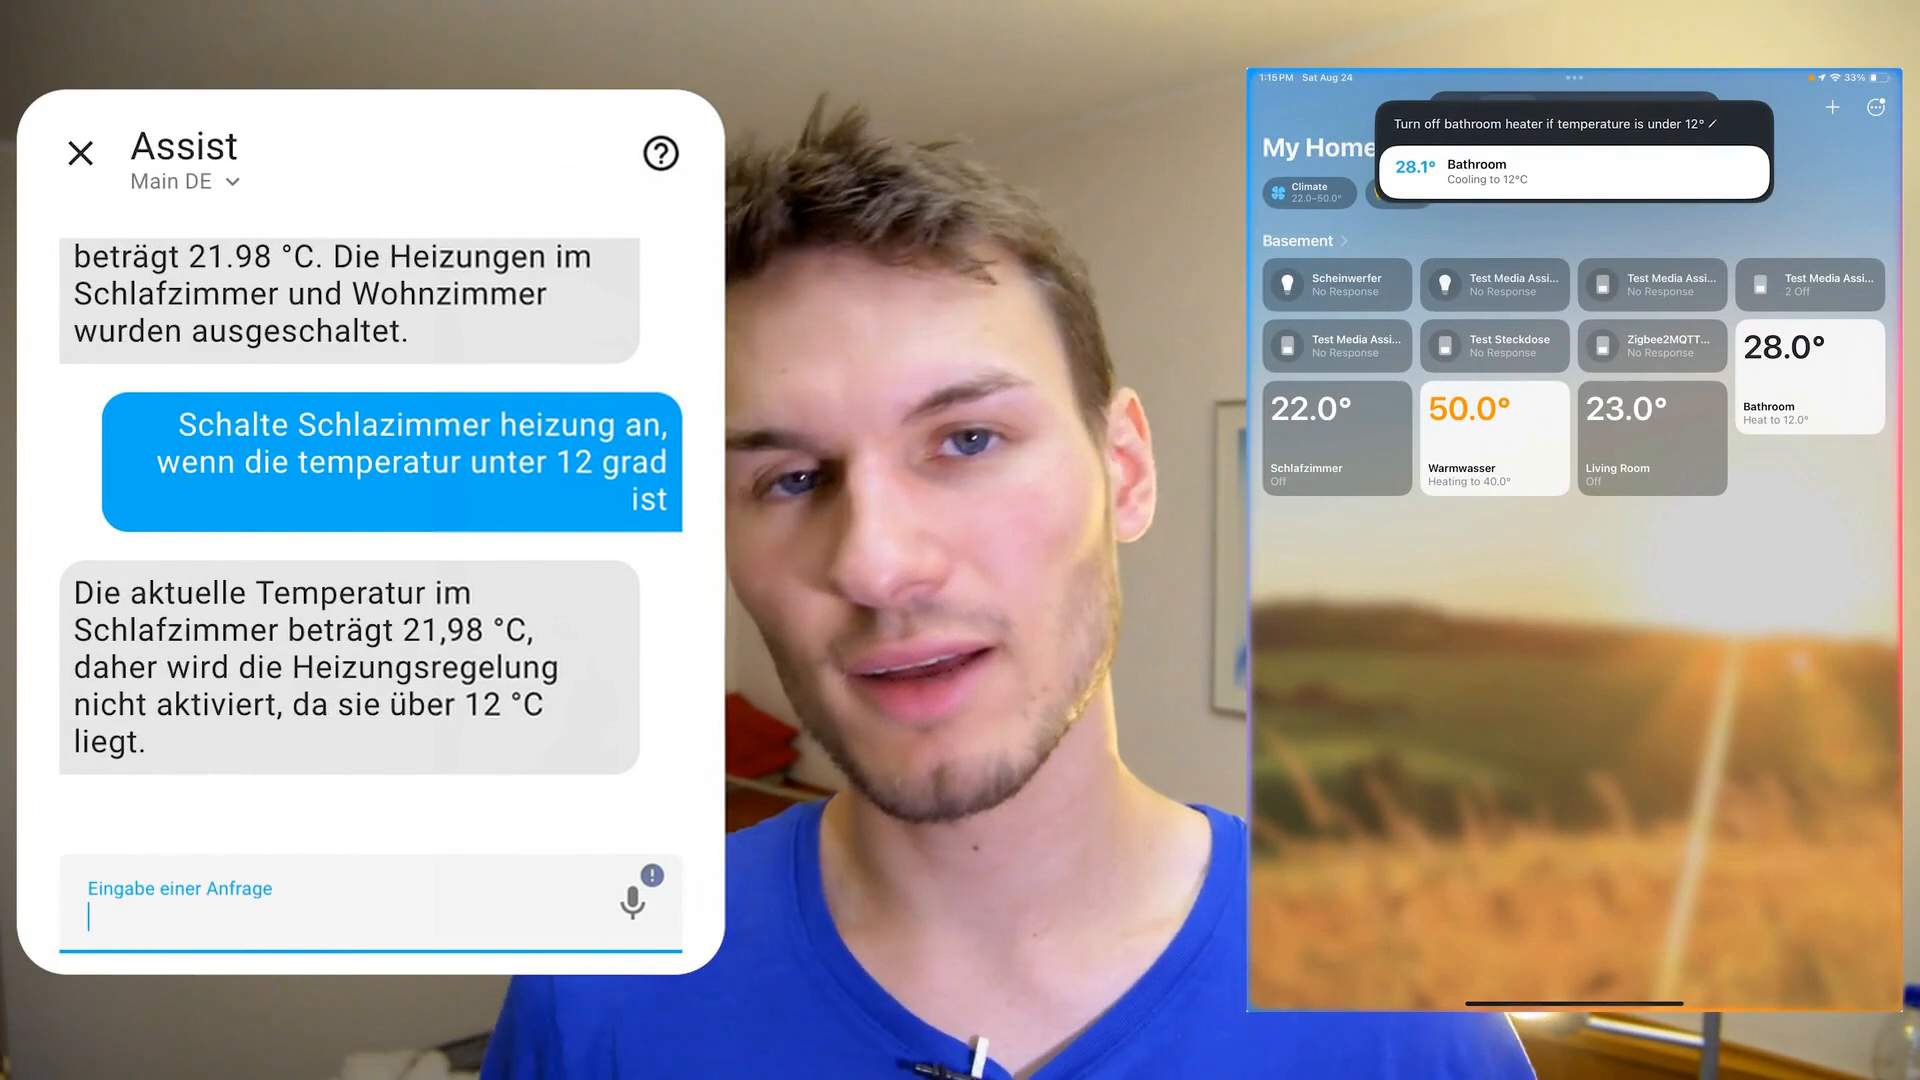 Assist
Main DE
beträgt 21.98 °C. Die Heizungen im
Schlafzimmer und Wohnzimmer
wurden ausgeschaltet.
Schalte Schlazimmer heizung an,
wenn die temperatur unter 12 grad
ist
Die aktuelle Temperatur im
Schlafzimmer beträgt 21,98 °C,
daher wird die Heizungsregelung
nicht aktiviert, da sie über 12 °C
liegt.
Eingabe einer Anfrage
1:15 PM Sat Aug 24
33%
Turn off bathroom heater if temperature is under 12°
28.1° Bathroom
Cooling to 12°C
My Home
Climate
22.0–50.0°
Basement
Scheinwerfer
No Response
Test Media Assi...
No Response
Test Media Assi...
No Response
Test Media Assi...
2 Off
Test Media Assi...
No Response
Test Steckdose
No Response
Zigbee2MQTT...
No Response
28.0°
Bathroom
Heat to 12.0°
22.0°
Schlafzimmer
Off
50.0°
Warmwasser
Heating to 40.0°
23.0°
Living Room
Off